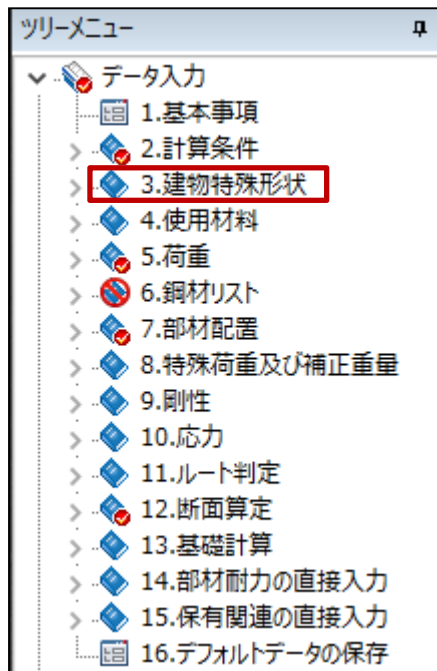 ツリーメニュー
データ入力
1.基本事項
2.計算条件
3.建物特殊形状
4.使用材料
5.荷重
6.鋼材リスト
7.部材配置
8.特殊荷重及び補正重量
9.剛性
10.応力
11.ルート判定
12.断面算定
13.基礎計算
14.部材耐力の直接入力
15.保有関連の直接入力
16.デフォルトデータの保存